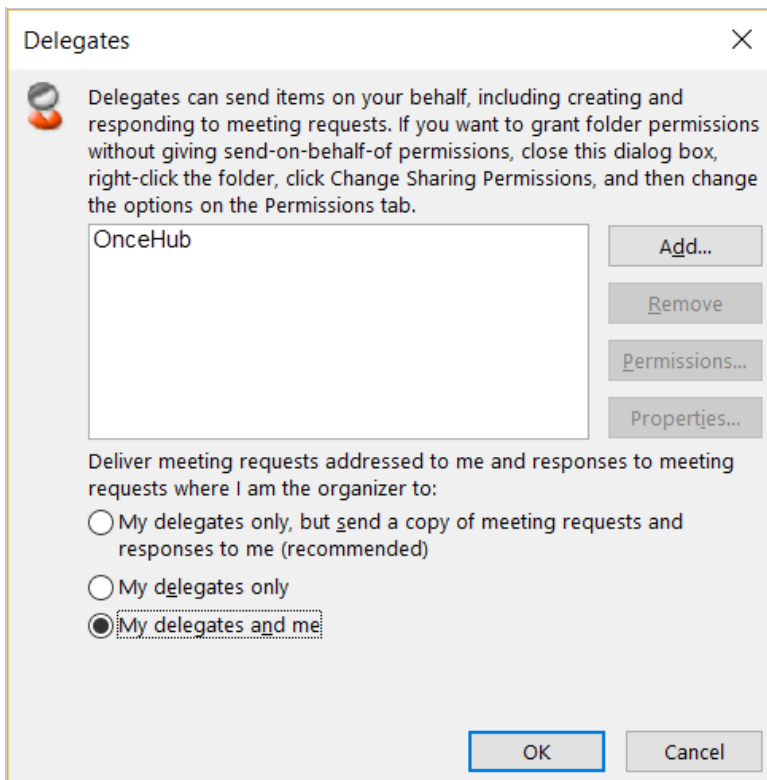 Delegates
Delegates can send items on your behalf, including creating and
responding to meeting requests. If you want to grant folder permissions
without giving send-on-behalf-of permissions, close this dialog box,
right-click the folder, click Change Sharing Permissions, and then change
the options on the Permissions tab.
OnceHub
Add...
Remove
Permissions...
Properties...
Deliver meeting requests addressed to me and responses to meeting
requests where I am the organizer to:
My delegates only, but send a copy of meeting requests and
responses to me (recommended)
My delegates only
My delegates and me
OK
Cancel